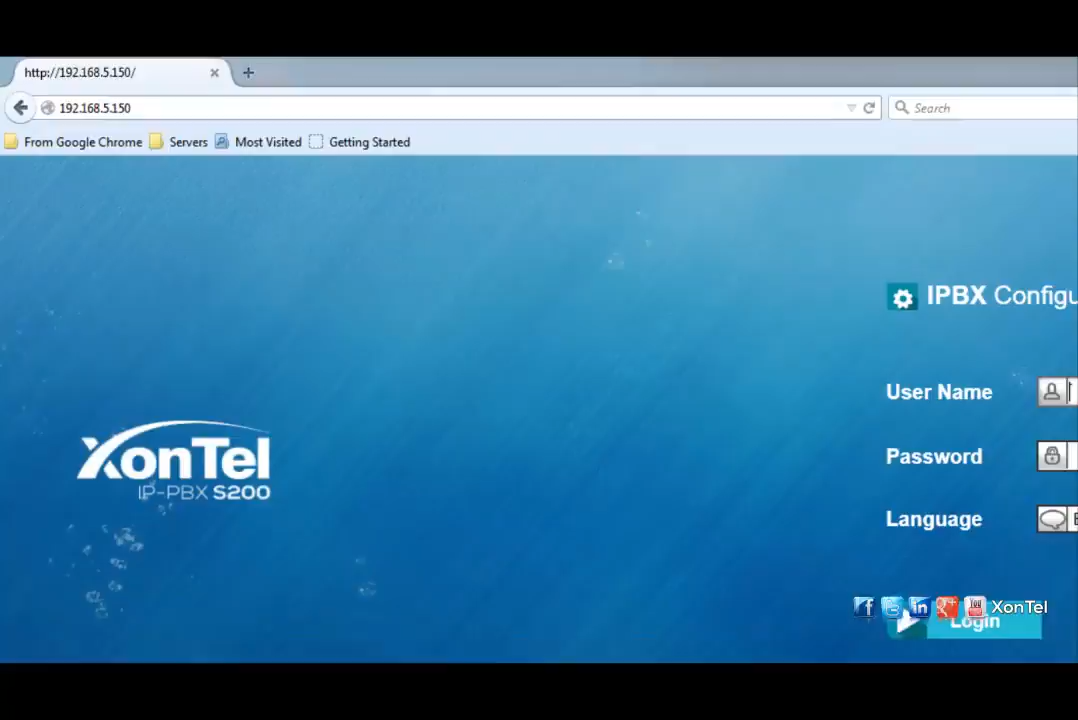 http://192.168.5.150/
192.168.5.150
Search
From Google Chrome Servers Most Visited Getting Started
IPBX Configu
User Name
XonTel
IP-PBX S200
Password
Language
XonTel
Login